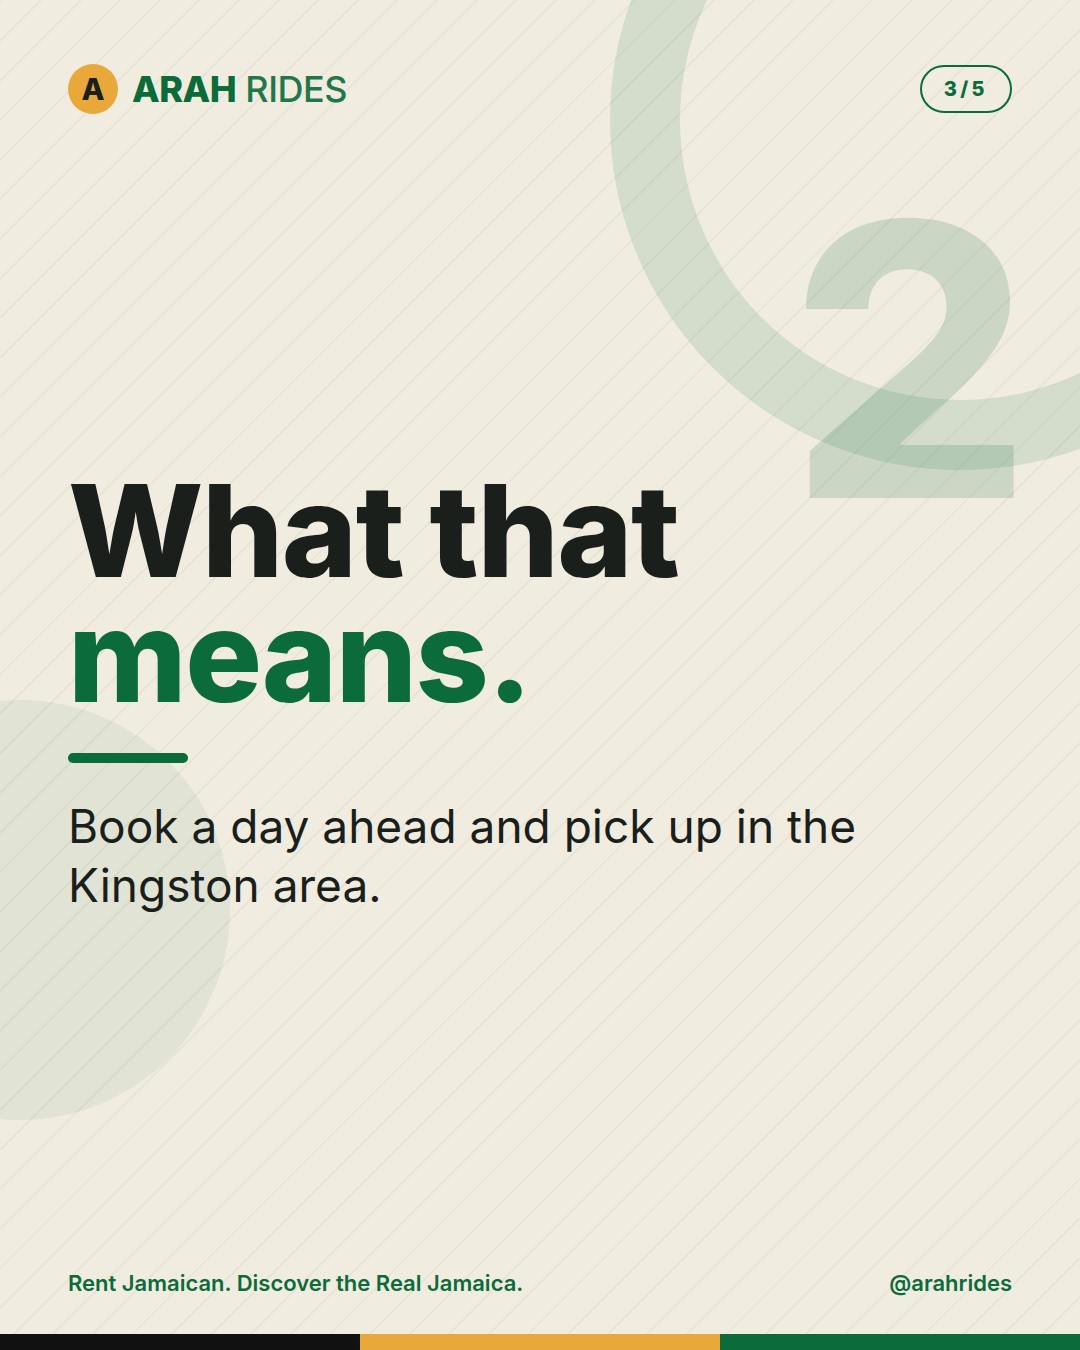 A ARAH RIDES
3/5
2
What that
means.
Book a day ahead and pick up in the
Kingston area.
Rent Jamaican. Discover the Real Jamaica.
@arahrides